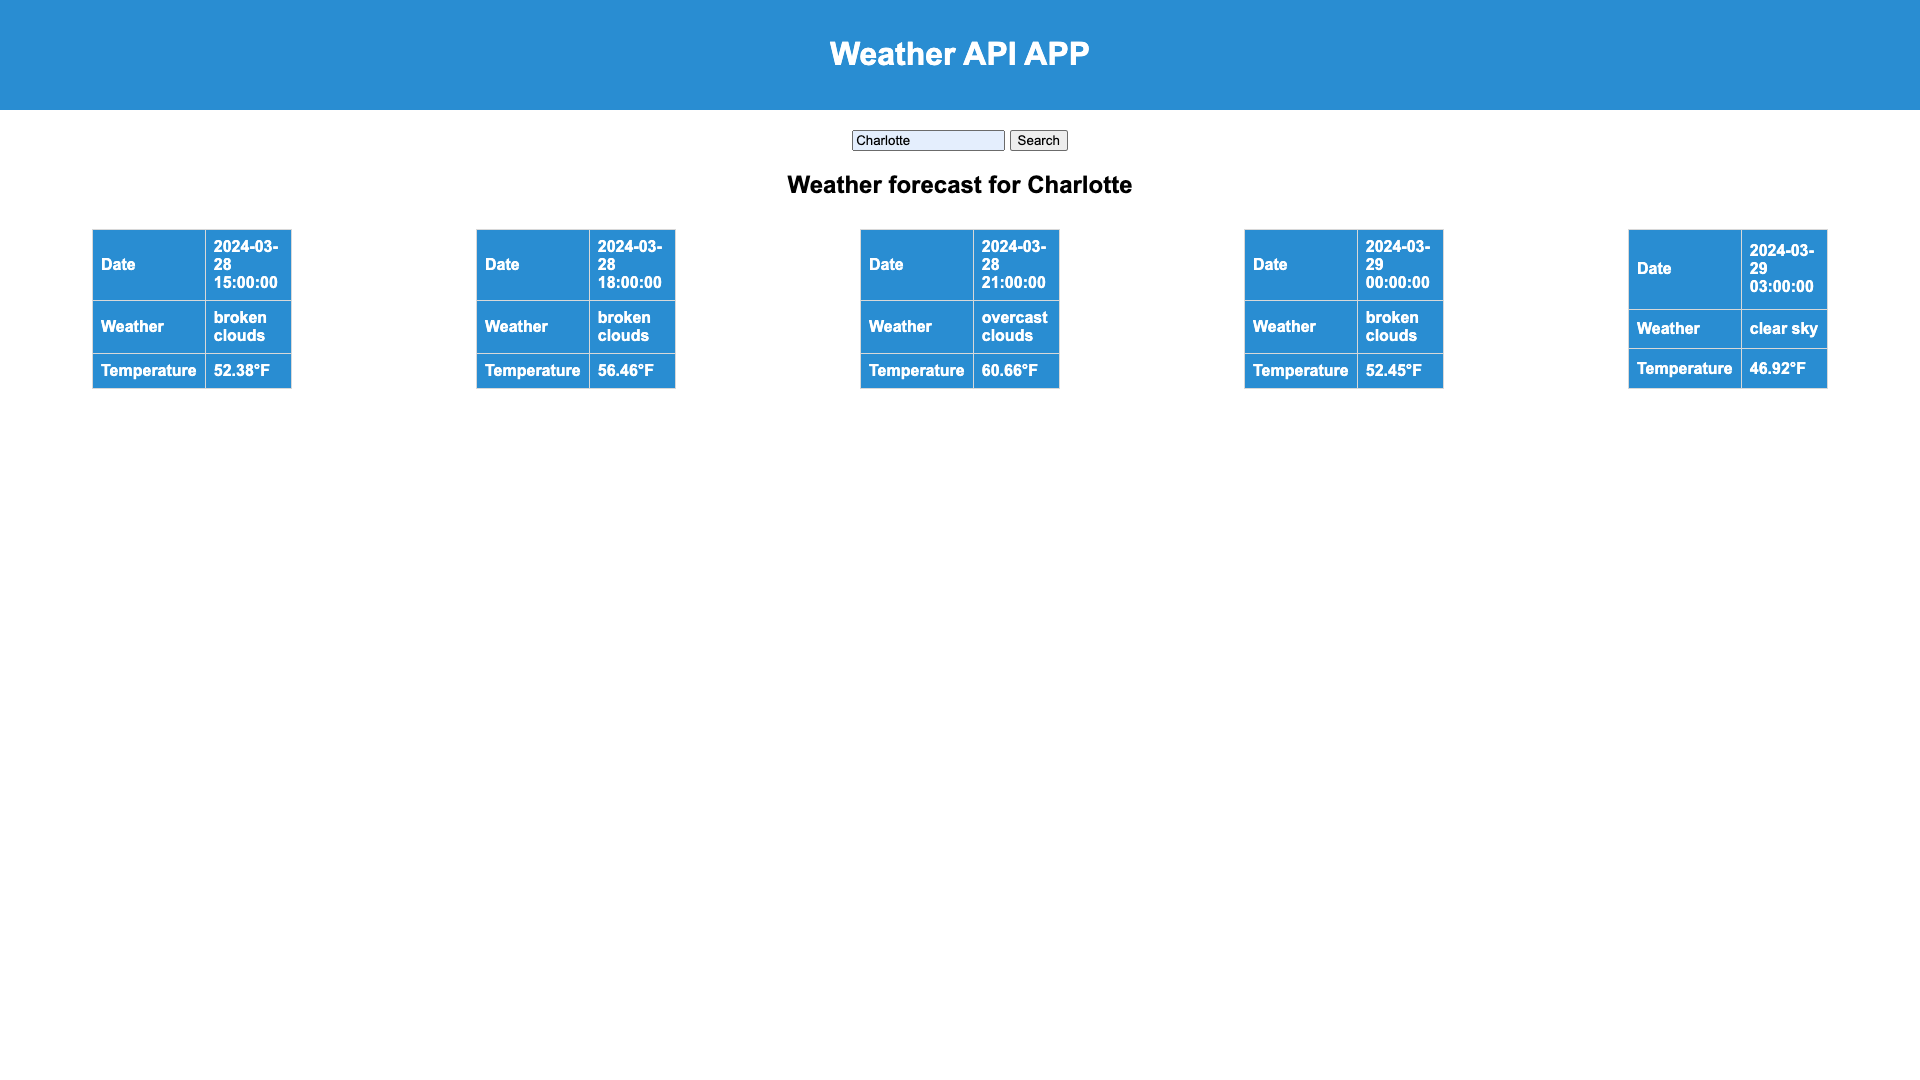 Weather API APP
Charlotte Search
Weather forecast for Charlotte
Date
2024-03-
28
15:00:00
Weather
broken
clouds
Temperature 52.38°F
Date
2024-03-
28
18:00:00
Weather
broken
clouds
Temperature 56.46°F
Date
2024-03-
28
21:00:00
Weather
overcast
clouds
Temperature 60.66°F
Date
2024-03-
29
00:00:00
Weather
broken
clouds
Temperature 52.45°F
Date
2024-03-
29
03:00:00
Weather clear sky
Temperature 46.92°F